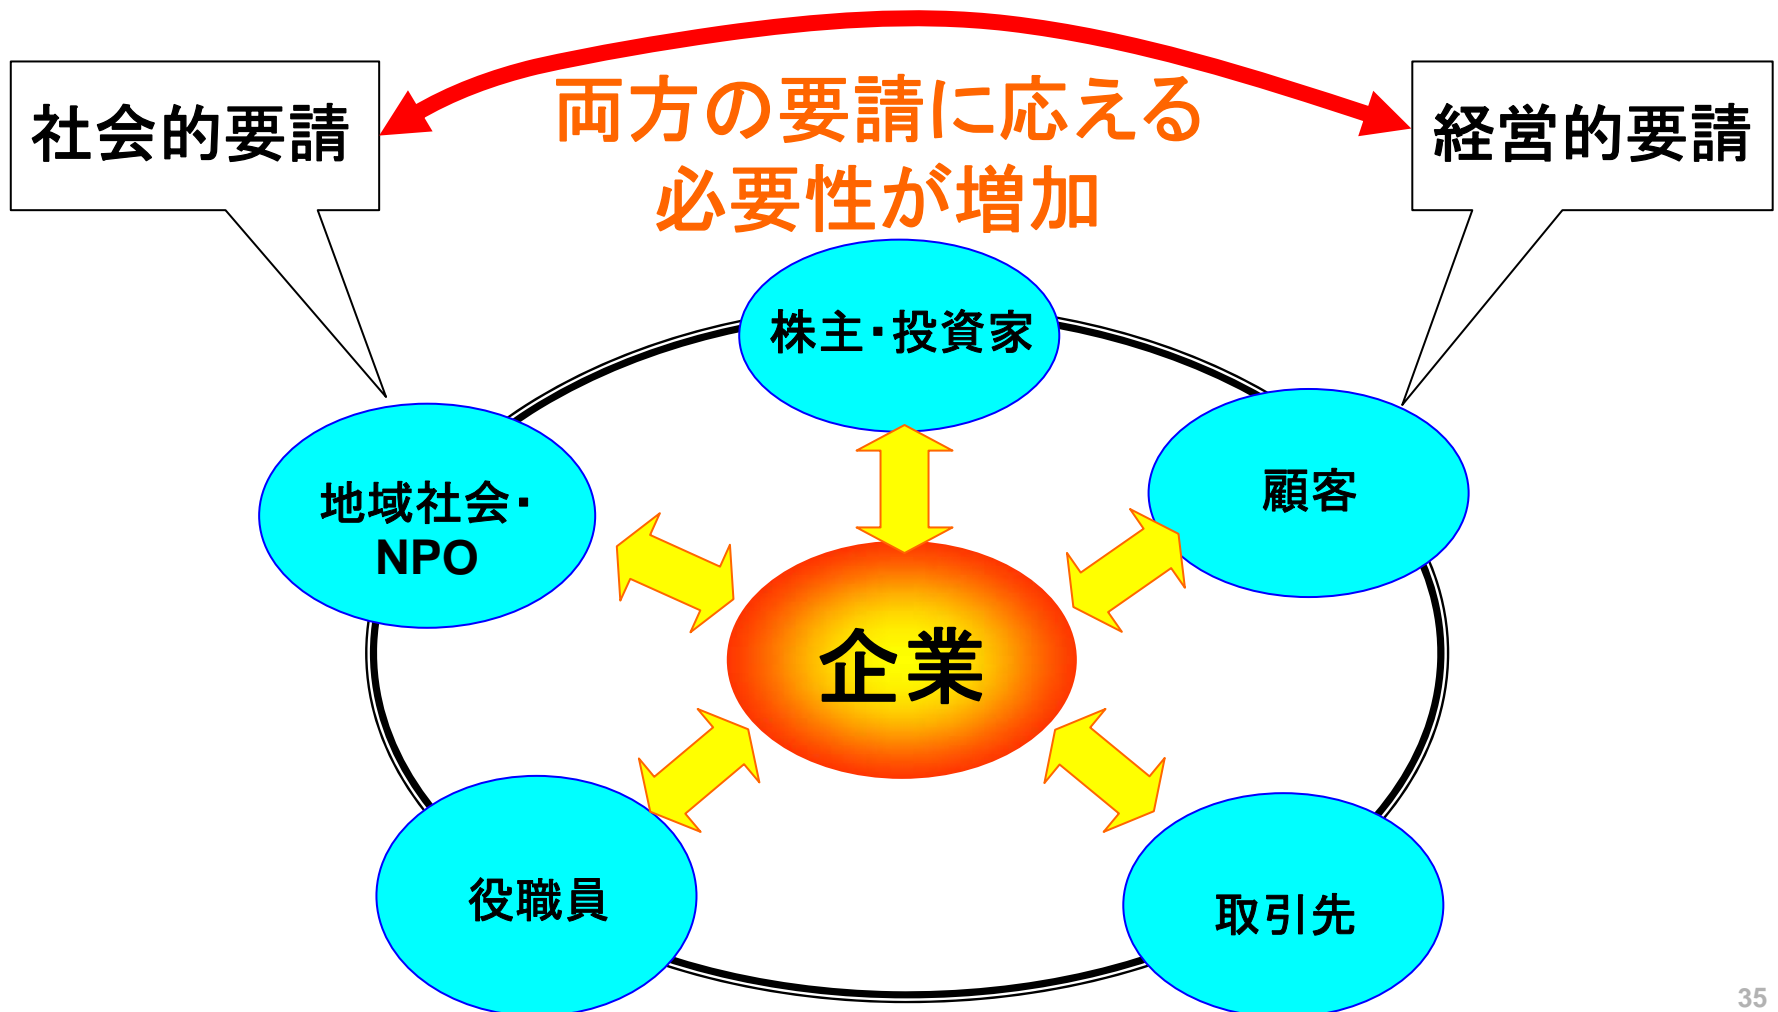 社会的要請
両方の要請に応える
必要性が増加
経営的要請
株主・投資家
地域社会・
NPO
顧客
企業
役職員
取引先
35